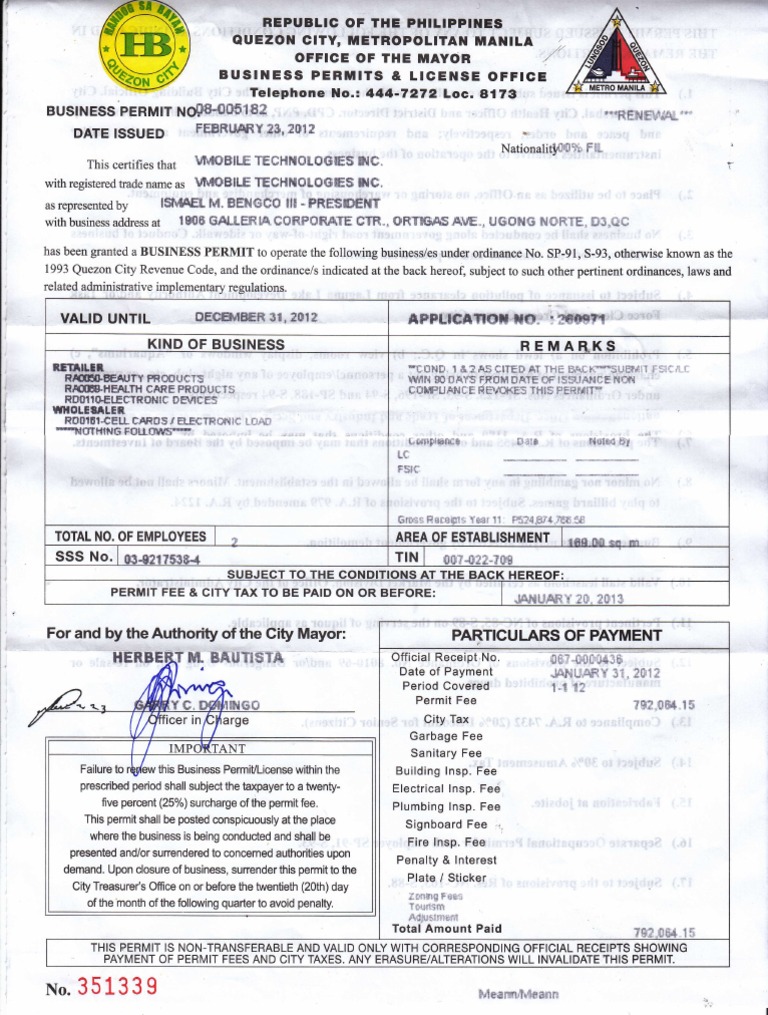 HANDOG SA BAYAN
HB
QUEZON CITY
REPUBLIC OF THE PHILIPPINES
QUEZON CITY, METROPOLITAN MANILA
OFFICE OF THE MAYOR
BUSINESS PERMITS & LICENSE OFFICE
Telephone No.: 444-7272 Loc. 8173
LUNGSOD QUEZON
METRO MANILA
BUSINESS PERMIT NO. 08-005182
***RENEWAL**
DATE ISSUED FEBRUARY 23, 2012
Nationality 100% FIL
This certifies that VMOBILE TECHNOLOGIES INC.
with registered trade name as VMOBILE TECHNOLOGIES INC.
as represented by ISMAEL M. BENGCO III - PRESIDENT
with business address at 1906 GALLERIA CORPORATE CTR., ORTIGAS AVE., UGONG NORTE, D3,QC
has been granted a BUSINESS PERMIT to operate the following business/es under ordinance No. SP-91, S-93, otherwise known as the
1993 Quezon City Revenue Code, and the ordinance/s indicated at the back hereof, subject to such other pertinent ordinances, laws and
related administrative implementary regulations.
VALID UNTIL DECEMBER 31, 2012
APPLICATION NO. : 260971
KIND OF BUSINESS
RETAILER
RA0050-BEAUTY PRODUCTS
RA0058-HEALTH CARE PRODUCTS
RD0110-ELECTRONIC DEVICES
WHOLESALER
RD0181-CELL CARDS / ELECTRONIC LOAD
*****NOTHING FOLLOWS*****
REMARKS
**COND. 1 & 2 AS CITED AT THE BACK***SUBMIT FSIC/LC
W/IN 90 DAYS FROM DATE OF ISSUANCE NON
COMPLIANCE REVOKES THIS PERMIT**
Compliance Date Noted By
LC
FSIC
Gross Receipts Year 11: P524,874,766.56
TOTAL NO. OF EMPLOYEES 2
AREA OF ESTABLISHMENT 169.00 sq. m
SSS No. 03-9217538-4
TIN 007-022-709
SUBJECT TO THE CONDITIONS AT THE BACK HEREOF:
PERMIT FEE & CITY TAX TO BE PAID ON OR BEFORE: JANUARY 20, 2013
For and by the Authority of the City Mayor:
HERBERT M. BAUTISTA
GARRY C. DOMINGO
Officer in Charge
IMPORTANT
Failure to renew this Business Permit/License within the
prescribed period shall subject the taxpayer to a twenty-
five percent (25%) surcharge of the permit fee.
This permit shall be posted conspicuously at the place
where the business is being conducted and shall be
presented and/or surrendered to concerned authorities upon
demand. Upon closure of business, surrender this permit to the
City Treasurer's Office on or before the twentieth (20th) day
of the month of the following quarter to avoid penalty.
PARTICULARS OF PAYMENT
Official Receipt No. 067-0000436
Date of Payment JANUARY 31, 2012
Period Covered 1-1 12
Permit Fee 792,064.15
City Tax
Garbage Fee
Sanitary Fee
Building Insp. Fee
Electrical Insp. Fee
Plumbing Insp. Fee
Signboard Fee
Fire Insp. Fee
Penalty & Interest
Plate / Sticker
Zoning Fees
Tourism
Adjustment
Total Amount Paid 792,064.15
THIS PERMIT IS NON-TRANSFERABLE AND VALID ONLY WITH CORRESPONDING OFFICIAL RECEIPTS SHOWING
PAYMENT OF PERMIT FEES AND CITY TAXES. ANY ERASURE/ALTERATIONS WILL INVALIDATE THIS PERMIT.
No. 351339
Meann/Meann